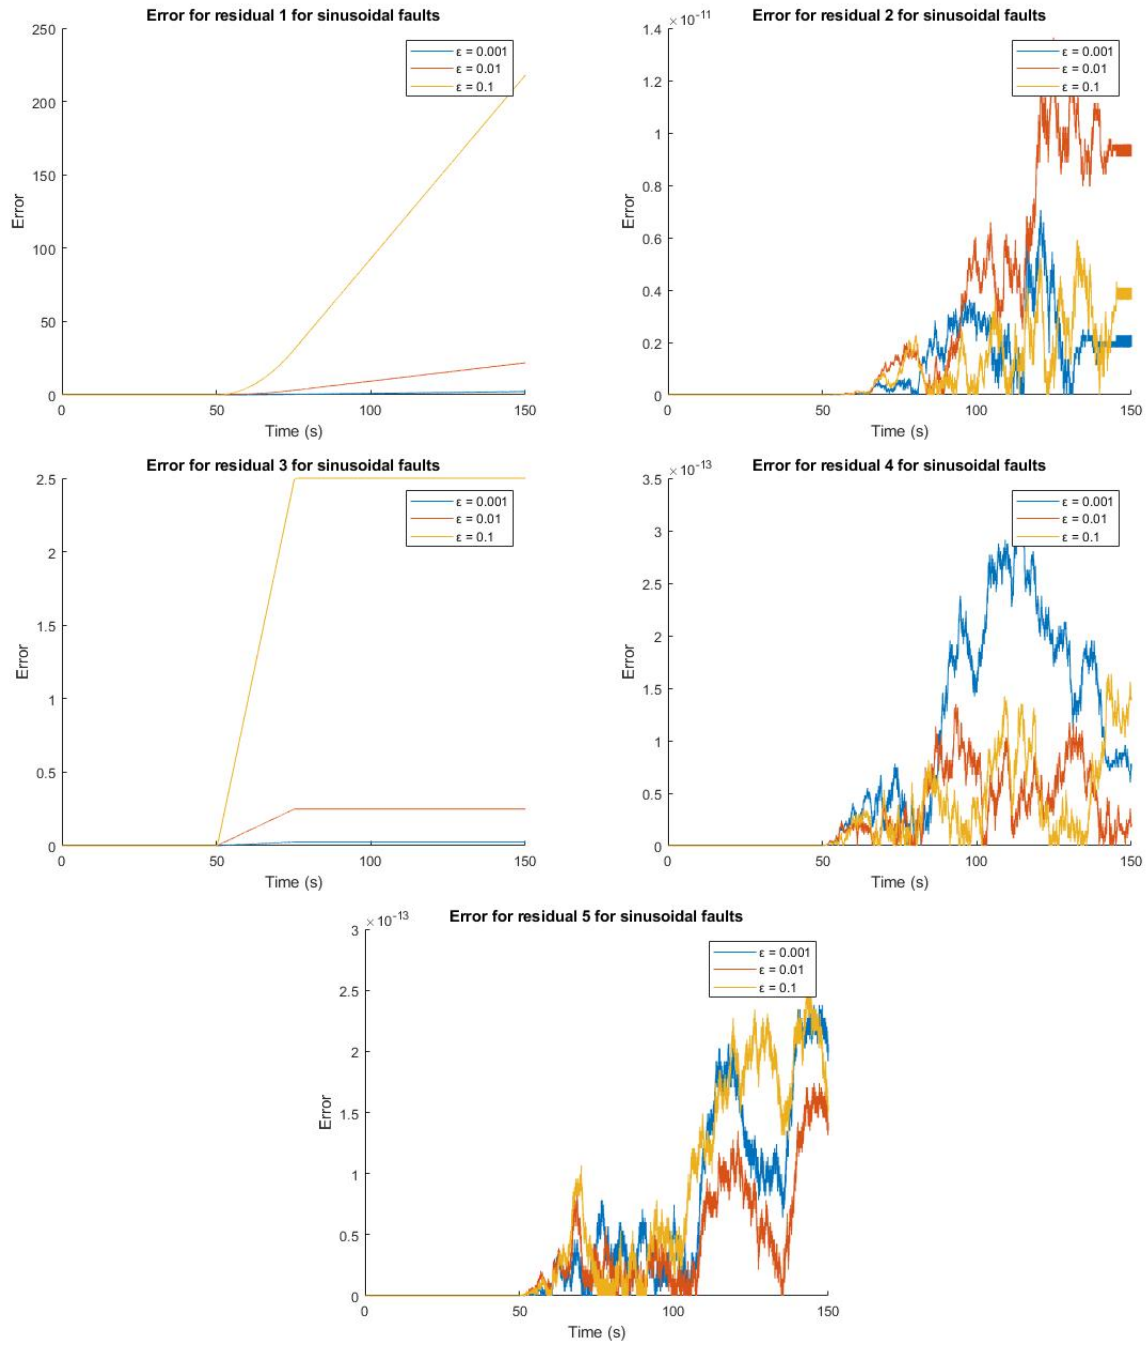 Error for residual 1 for sinusoidal faults
250
200
150
100
50
0
Error
0 50 100 150
Time (s)
ε = 0.001
ε = 0.01
ε = 0.1
Error for residual 2 for sinusoidal faults
×10^-11
1.4
1.2
1
0.8
0.6
0.4
0.2
0
Error
0 50 100 150
Time (s)
ε = 0.001
ε = 0.01
ε = 0.1
Error for residual 3 for sinusoidal faults
2.5
2
1.5
1
0.5
0
Error
0 50 100 150
Time (s)
ε = 0.001
ε = 0.01
ε = 0.1
Error for residual 4 for sinusoidal faults
×10^-13
3.5
3
2.5
2
1.5
1
0.5
0
Error
0 50 100 150
Time (s)
ε = 0.001
ε = 0.01
ε = 0.1
Error for residual 5 for sinusoidal faults
×10^-13
3
2.5
2
1.5
1
0.5
0
Error
0 50 100 150
Time (s)
ε = 0.001
ε = 0.01
ε = 0.1